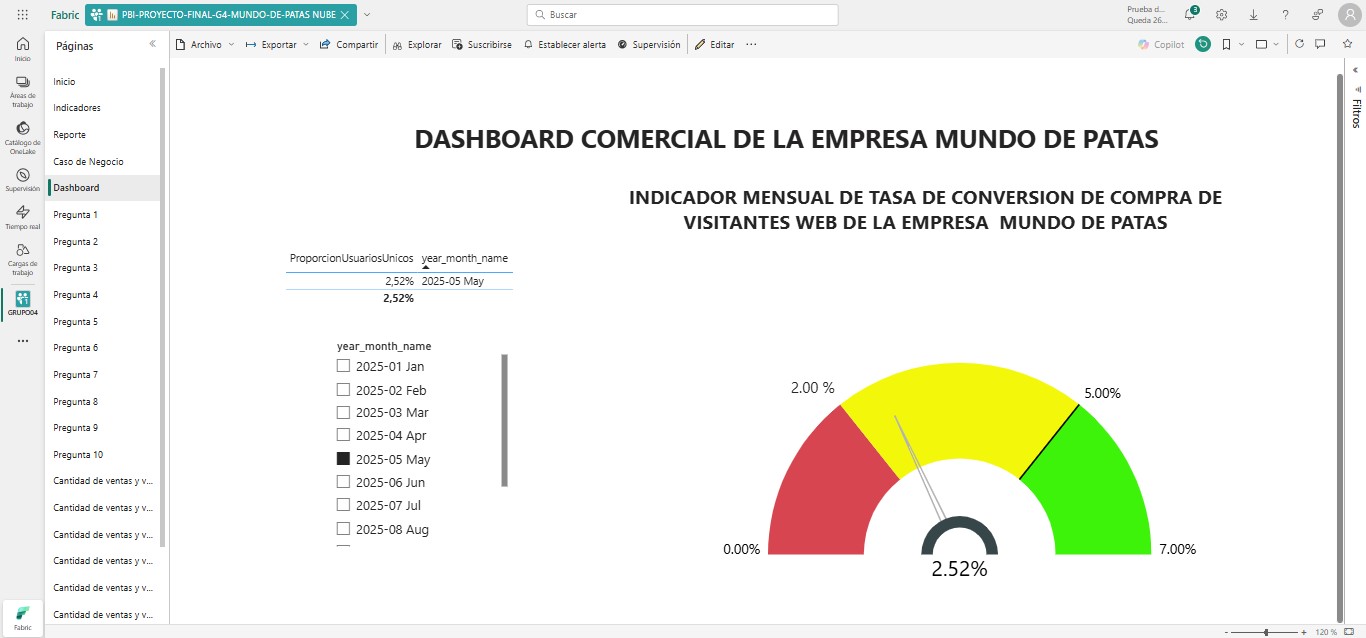 Fabric
PBI-PROYECTO-FINAL-G4-MUNDO-DE-PATAS NUBE
Buscar
Prueba d...
Queda 26...
3
Inicio
Áreas de
trabajo
Catálogo de
OneLake
Supervisión
Tiempo real
Cargas de
trabajo
GRUPO04
Fabric
Páginas
Inicio
Indicadores
Reporte
Caso de Negocio
Dashboard
Pregunta 1
Pregunta 2
Pregunta 3
Pregunta 4
Pregunta 5
Pregunta 6
Pregunta 7
Pregunta 8
Pregunta 9
Pregunta 10
Cantidad de ventas y v...
Cantidad de ventas y v...
Cantidad de ventas y v...
Cantidad de ventas y v...
Cantidad de ventas y v...
Cantidad de ventas y v...
Archivo
Exportar
Compartir
Explorar
Suscribirse
Establecer alerta
Supervisión
Editar
Copilot
Filtros
DASHBOARD COMERCIAL DE LA EMPRESA MUNDO DE PATAS
INDICADOR MENSUAL DE TASA DE CONVERSION DE COMPRA DE
VISITANTES WEB DE LA EMPRESA MUNDO DE PATAS
ProporcionUsuariosUnicos year_month_name
2,52% 2025-05 May
2,52%
year_month_name
2025-01 Jan
2025-02 Feb
2025-03 Mar
2025-04 Apr
2025-05 May
2025-06 Jun
2025-07 Jul
2025-08 Aug
2.00 %
5.00%
0.00%
7.00%
2.52%
120 %